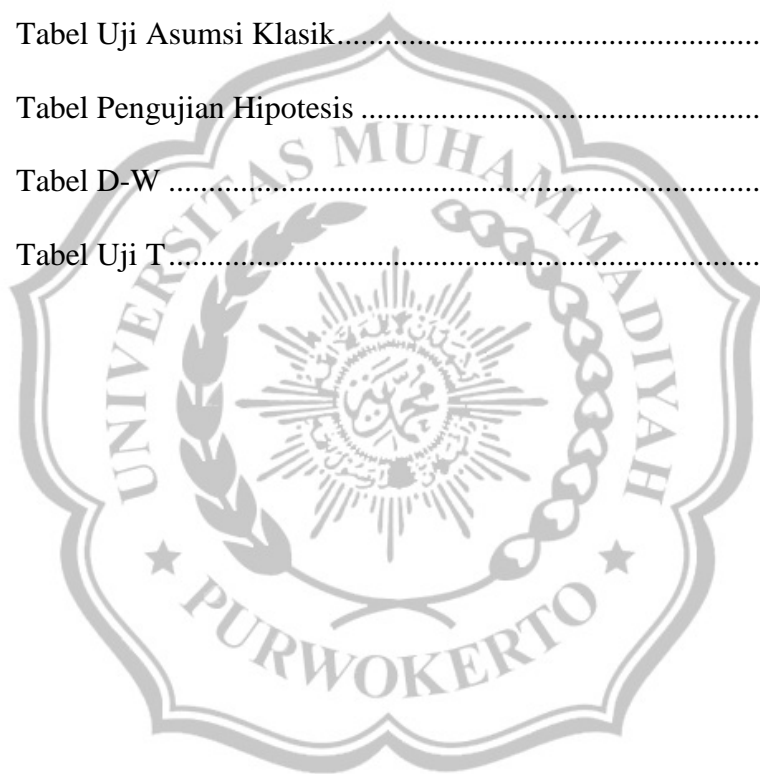 Tabel Uji Asumsi Klasik......................................................
Tabel Pengujian Hipotesis ..................................................
Tabel D-W ..........................................................................
Tabel Uji T..........................................................................
UNIVERSITAS MUHAMMADIYAH
PURWOKERTO